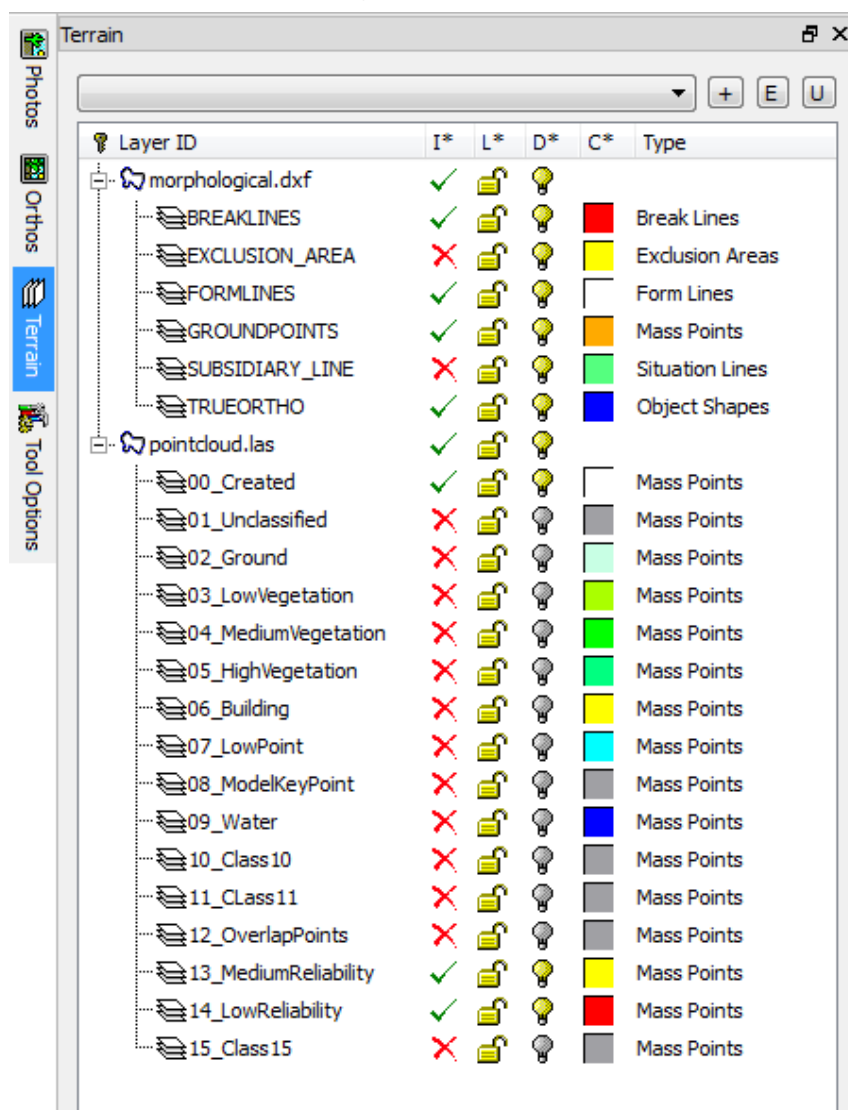 Terrain
Photos
Orthos
Terrain
Tool Options
+ E U
Layer ID I* L* D* C* Type
morphological.dxf
BREAKLINES Break Lines
EXCLUSION_AREA Exclusion Areas
FORMLINES Form Lines
GROUNDPOINTS Mass Points
SUBSIDIARY_LINE Situation Lines
TRUEORTHO Object Shapes
pointcloud.las
00_Created Mass Points
01_Unclassified Mass Points
02_Ground Mass Points
03_LowVegetation Mass Points
04_MediumVegetation Mass Points
05_HighVegetation Mass Points
06_Building Mass Points
07_LowPoint Mass Points
08_ModelKeyPoint Mass Points
09_Water Mass Points
10_Class10 Mass Points
11_CLass11 Mass Points
12_OverlapPoints Mass Points
13_MediumReliability Mass Points
14_LowReliability Mass Points
15_Class15 Mass Points